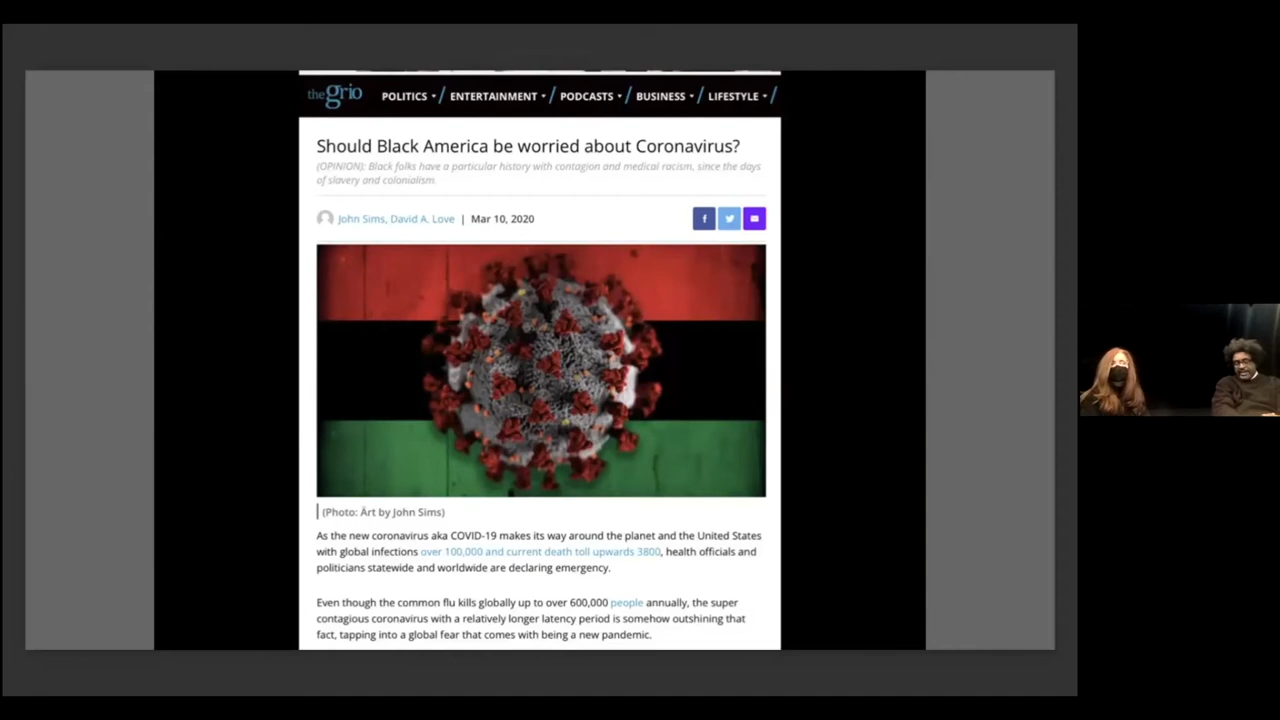 thegrio
POLITICS / ENTERTAINMENT / PODCASTS / BUSINESS / LIFESTYLE /
Should Black America be worried about Coronavirus?
(OPINION): Black folks have a particular history with contagion and medical racism, since the days
of slavery and colonialism
John Sims, David A. Love | Mar 10, 2020
(Photo: Ärt by John Sims)
As the new coronavirus aka COVID-19 makes its way around the planet and the United States
with global infections over 100,000 and current death toll upwards 3800, health officials and
politicians statewide and worldwide are declaring emergency.
Even though the common flu kills globally up to over 600,000 people annually, the super
contagious coronavirus with a relatively longer latency period is somehow outshining that
fact, tapping into a global fear that comes with being a new pandemic.